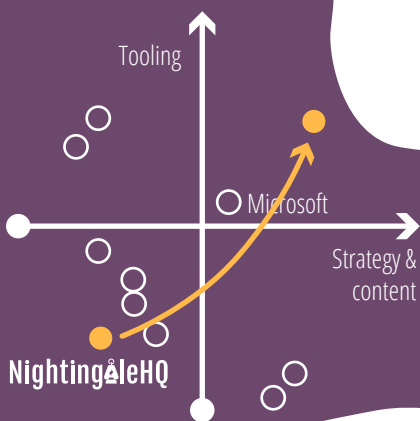 Tooling
Microsoft
Strategy &
content
NightingaleHQ